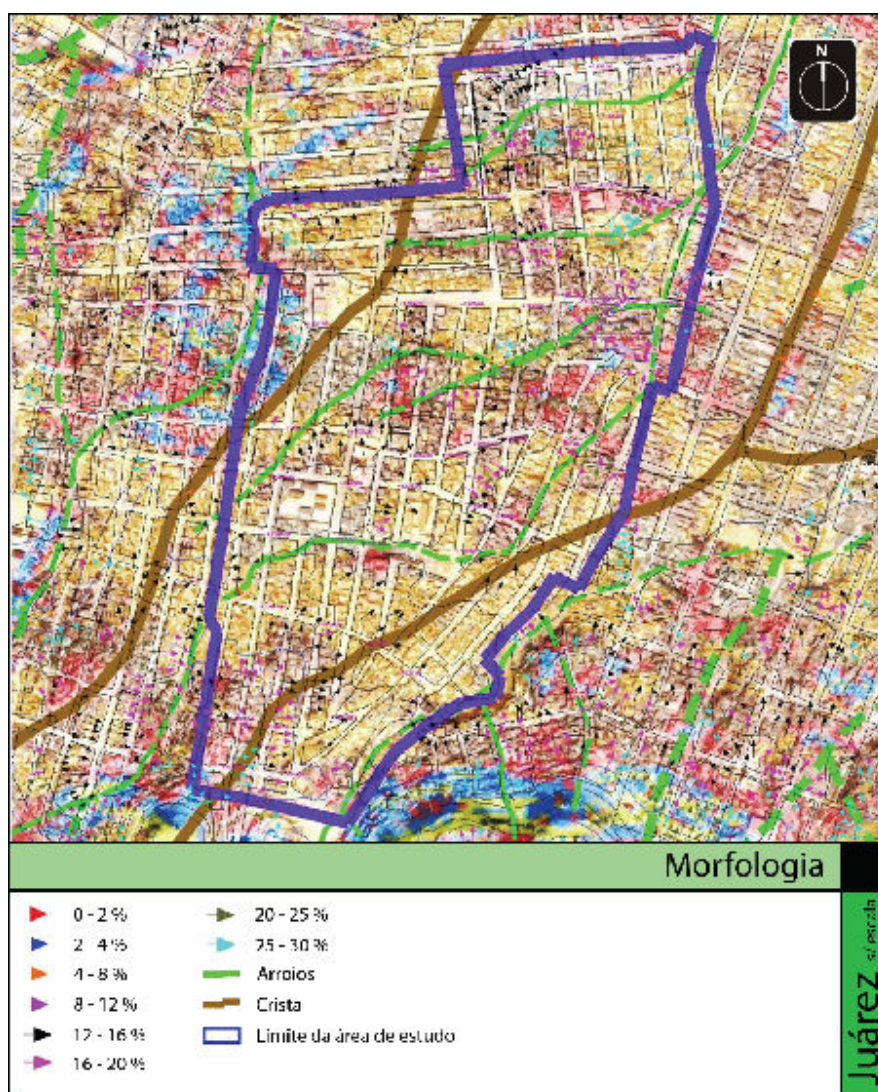 N
Morfologia
0 - 2 %
2 - 4 %
4 - 8 %
8 - 12 %
12 - 16 %
16 - 20 %
20 - 25 %
25 - 30 %
Arroios
Crista
Limite da área de estudo
Juárez s/ escala